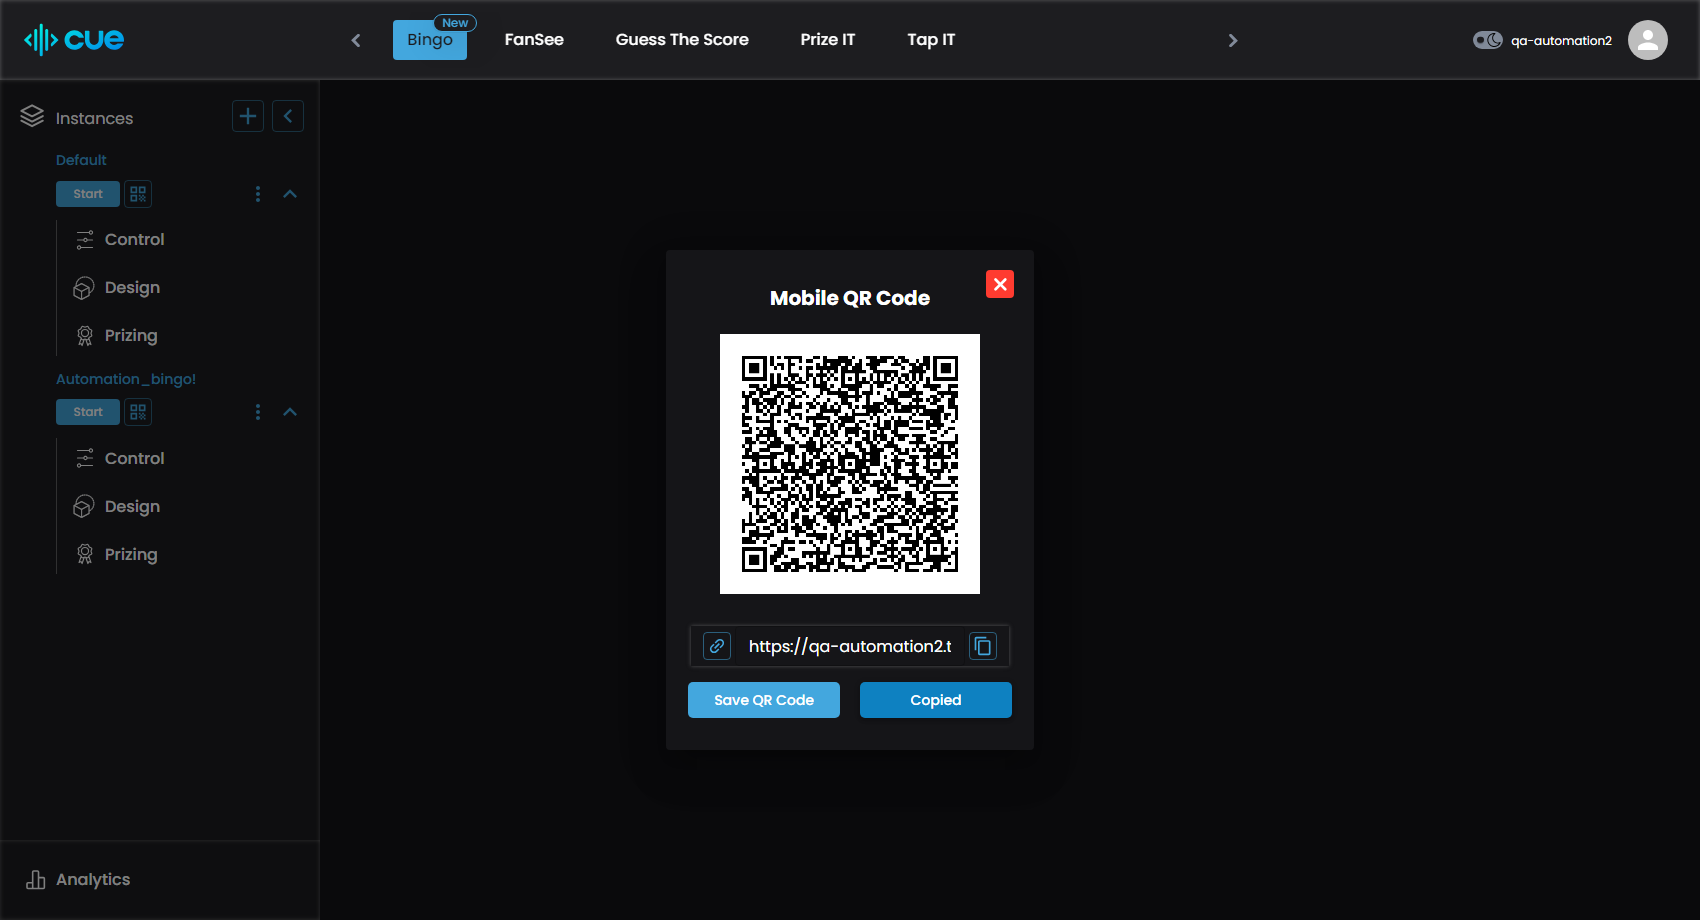 cue
Bingo
New
FanSee
Guess The Score
Prize IT
Tap IT
qa-automation2
Instances
Default
Start
Control
Design
Prizing
Automation_bingo!
Start
Control
Design
Prizing
Analytics
Mobile QR Code
https://qa-automation2.t
Save QR Code
Copied